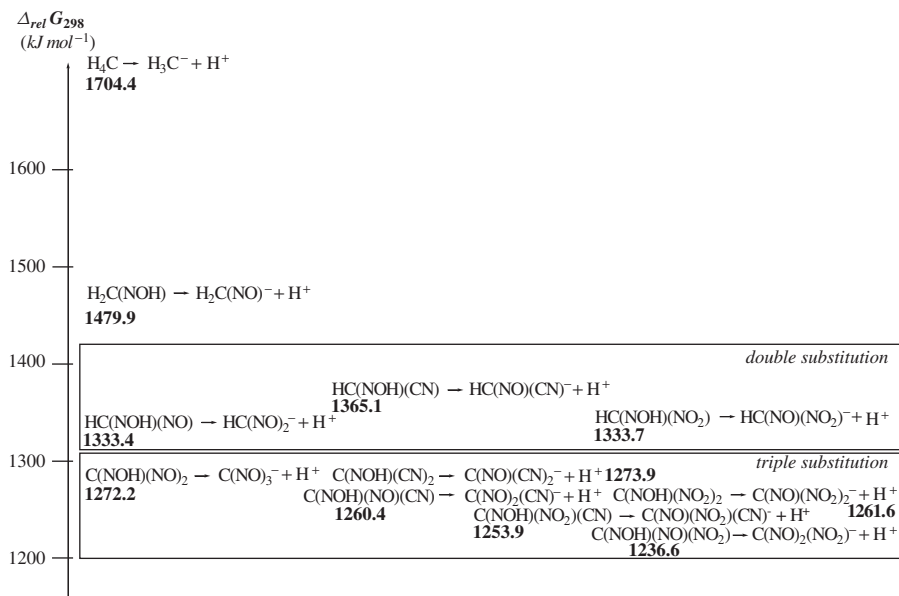 Δrel G298
(kJ mol⁻¹)
H₄C → H₃C⁻ + H⁺
1704.4
1600
1500
H₂C(NOH) → H₂C(NO)⁻ + H⁺
1479.9
1400
double substitution
HC(NOH)(CN) → HC(NO)(CN)⁻ + H⁺
1365.1
HC(NOH)(NO) → HC(NO)₂⁻ + H⁺
1333.4
HC(NOH)(NO₂) → HC(NO)(NO₂)⁻ + H⁺
1333.7
1300
triple substitution
C(NOH)(NO)₂ → C(NO)₃⁻ + H⁺
1272.2
C(NOH)(CN)₂ → C(NO)(CN)₂⁻ + H⁺ 1273.9
C(NOH)(NO)(CN) → C(NO)₂(CN)⁻ + H⁺
1260.4
C(NOH)(NO₂)₂ → C(NO)(NO₂)₂⁻ + H⁺
1261.6
C(NOH)(NO₂)(CN) → C(NO)(NO₂)(CN)⁻ + H⁺
1253.9
C(NOH)(NO)(NO₂) → C(NO)₂(NO₂)⁻ + H⁺
1236.6
1200